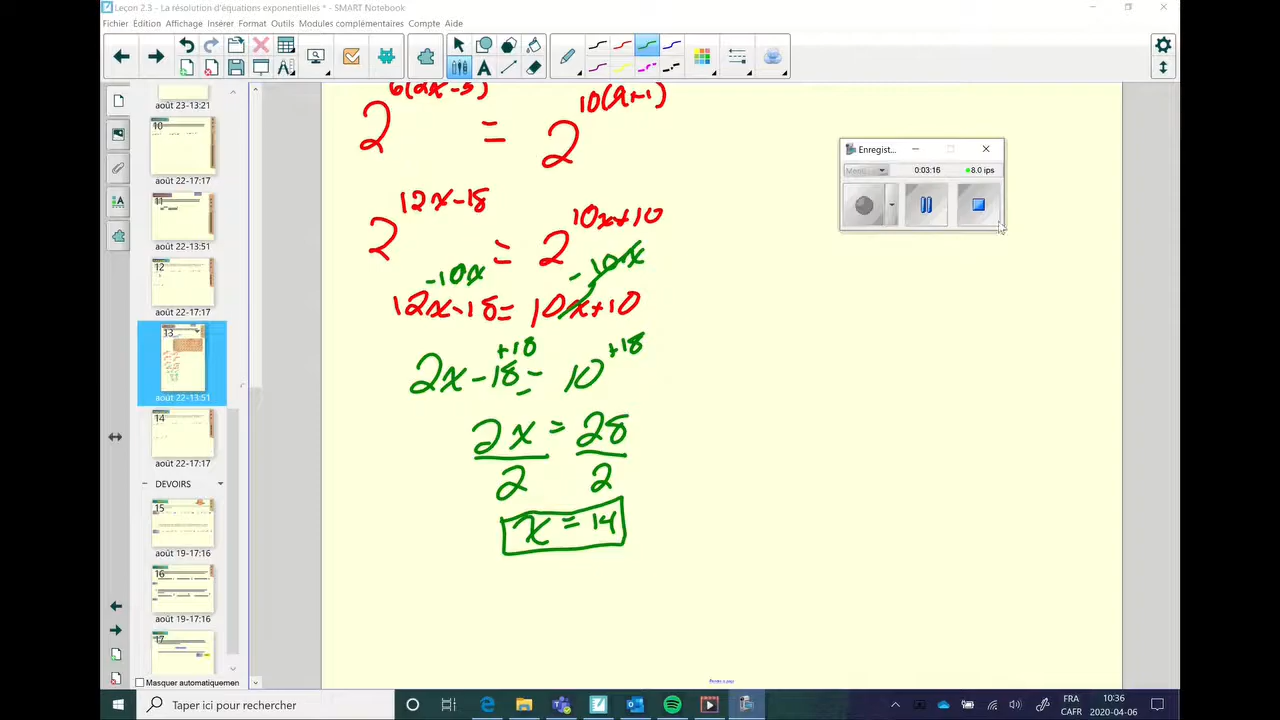 Leçon 2.3 - La résolution d'équations exponentielles * - SMART Notebook
Fichier Édition Affichage Insérer Format Outils Modules complémentaires Compte Aide
août 23-13:21
10
août 22-17:17
11
août 22-13:51
12
août 22-17:17
13
août 22-13:51
14
août 22-17:17
DEVOIRS
15
août 19-17:16
16
août 19-17:16
17
Masquer automatiquemen
2 = 2
12x-18 10x+10
2 = 2
-10x -10x
12x-18 = 10x+10
+18 +18
2x-18 = 10
2x = 28
2 2
x = 14
Enregist...
Menu
0:03:16
8.0 ips
Taper ici pour rechercher
FRA
CAFR
10:36
2020-04-06